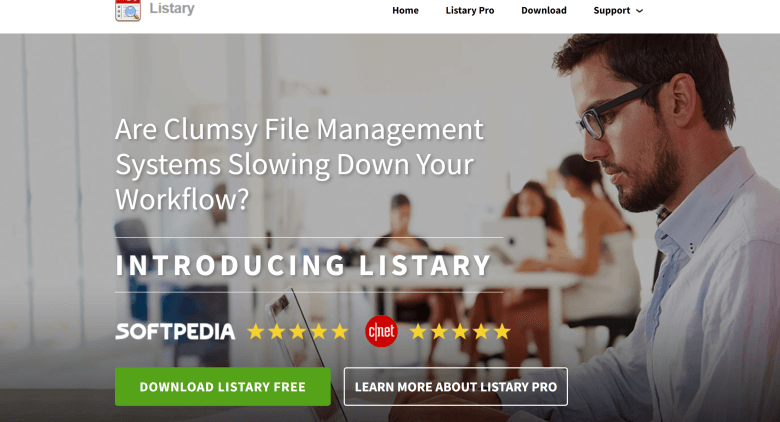 Listary
Home Listary Pro Download Support
Are Clumsy File Management
Systems Slowing Down Your
Workflow?
INTRODUCING LISTARY
SOFTPEDIA c|net
DOWNLOAD LISTARY FREE LEARN MORE ABOUT LISTARY PRO